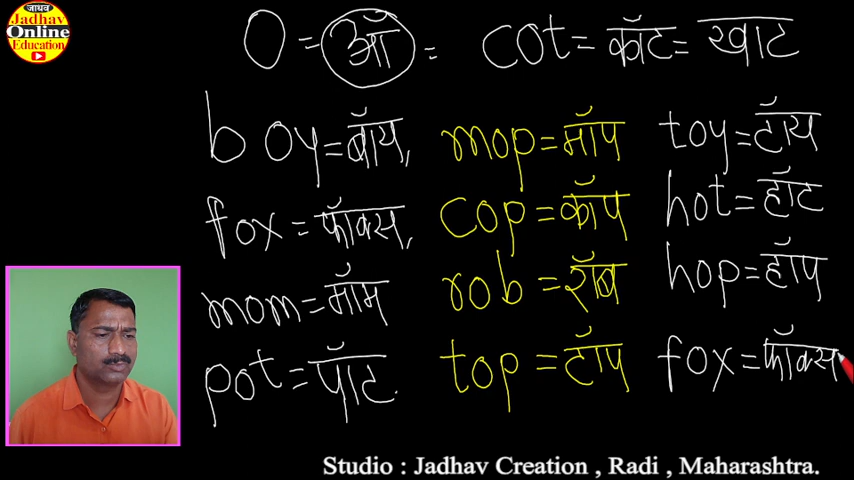 जाधव
Jadhav
Online
Education
O = ऑ = cot = कॉट = खाट
boy = बॉय, mop = मॉप toy = टॉय
fox = फॉक्स, cop = कॉप hot = हॉट
mom = मॉम rob = रॉब hop = हॉप
pot = पॉट. top = टॉप fox = फॉक्स
Studio : Jadhav Creation , Radi , Maharashtra.